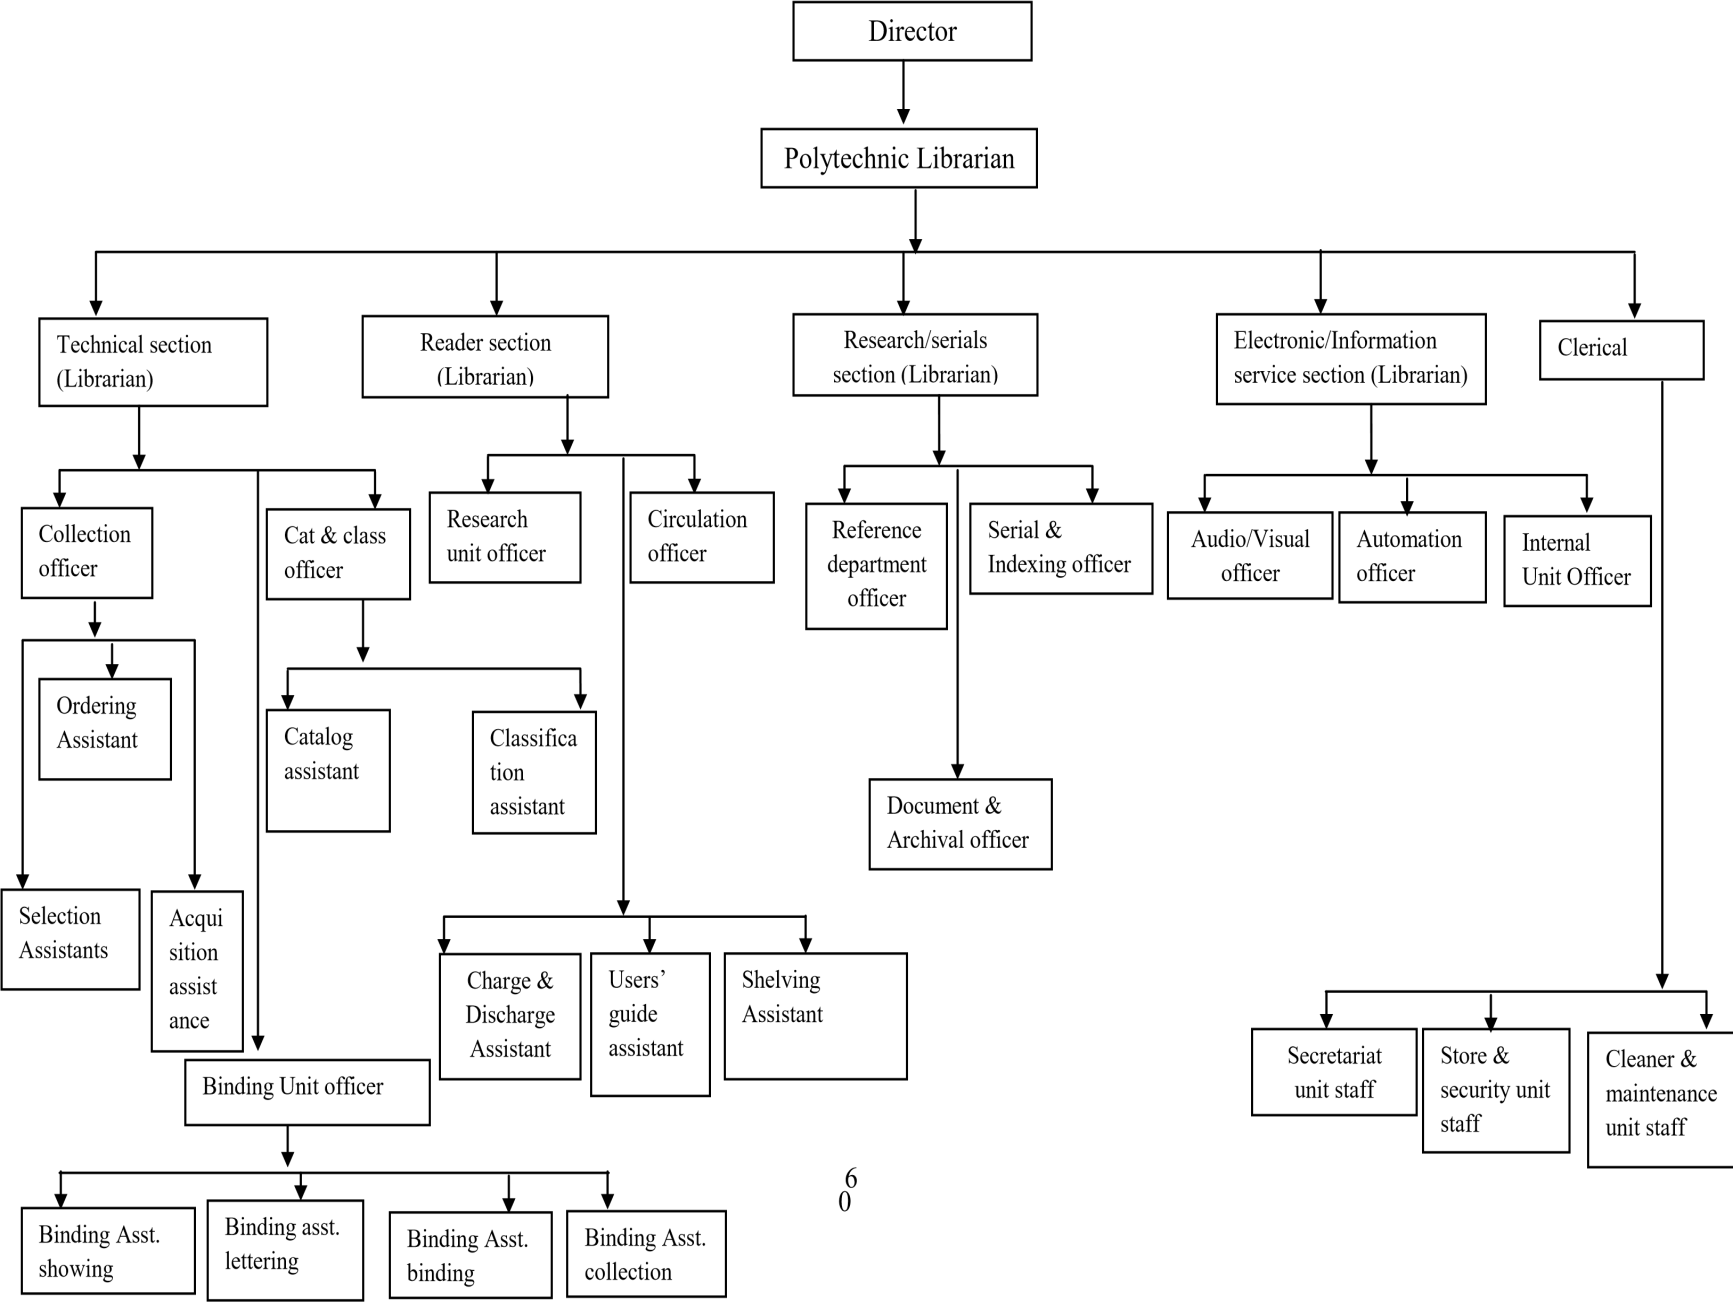 Director
Polytechnic Librarian
Technical section
(Librarian)
Reader section
(Librarian)
Research/serials
section (Librarian)
Electronic/Information
service section (Librarian)
Clerical
Collection
officer
Cat & class
officer
Research
unit officer
Circulation
officer
Reference
department
officer
Serial &
Indexing officer
Audio/Visual
officer
Automation
officer
Internal
Unit Officer
Ordering
Assistant
Catalog
assistant
Classifica
tion
assistant
Document &
Archival officer
Selection
Assistants
Acqui
sition
assist
ance
Charge &
Discharge
Assistant
Users’
guide
assistant
Shelving
Assistant
Secretariat
unit staff
Store &
security unit
staff
Cleaner &
maintenance
unit staff
Binding Unit officer
Binding Asst.
showing
Binding asst.
lettering
Binding Asst.
binding
Binding Asst.
collection
6
0